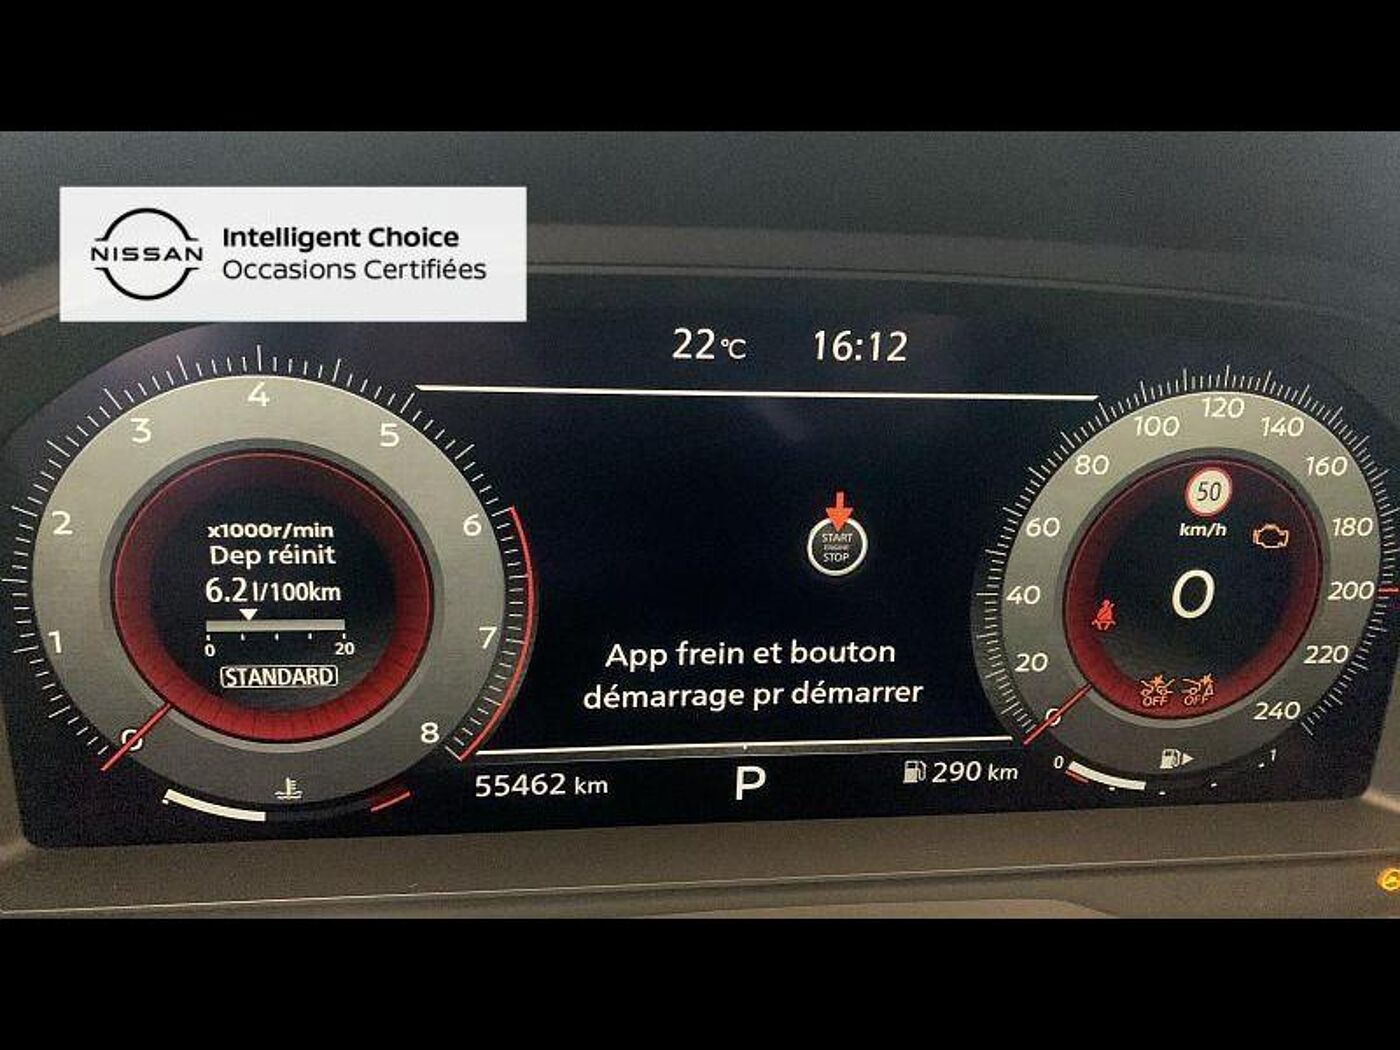 NISSAN
Intelligent Choice
Occasions Certifiées
22°C 16:12
0 1 2 3 4 5 6 7 8
x1000r/min
Dep réinit
6.2 l/100km
0 20
STANDARD
START
ENGINE
STOP
App frein et bouton
démarrage pr démarrer
0 20 40 60 80 100 120 140 160 180 200 220 240
50
km/h
0
OFF OFF
55462 km
P
290 km
0 1